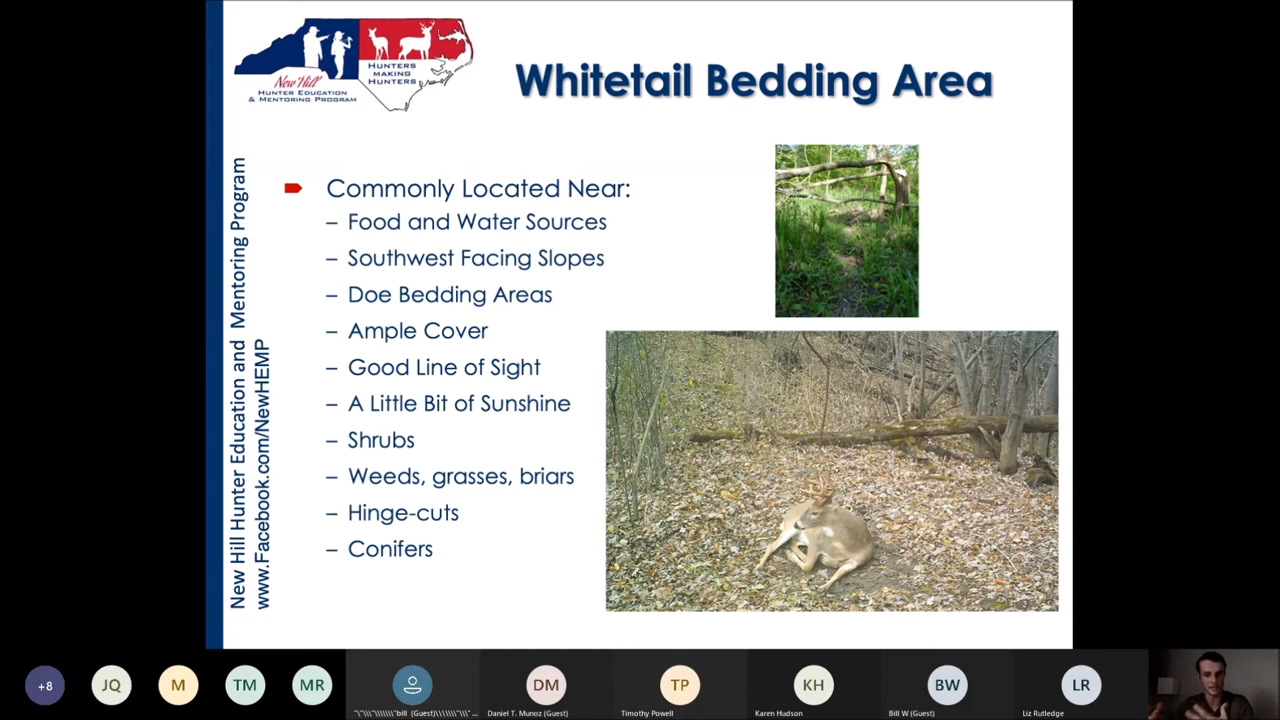 New Hill
HUNTER EDUCATION
& MENTORING PROGRAM
HUNTERS
MAKING
HUNTERS
Whitetail Bedding Area
New Hill Hunter Education and Mentoring Program
www.Facebook.com/NewHEMP
Commonly Located Near:
– Food and Water Sources
– Southwest Facing Slopes
– Doe Bedding Areas
– Ample Cover
– Good Line of Sight
– A Little Bit of Sunshine
– Shrubs
– Weeds, grasses, briars
– Hinge-cuts
– Conifers
+8
JQ
M
TM
MR
DM
TP
KH
BW
LR
"\"\\"\\\\\\\"bill (Guest)\\\\\\\"\\\" ...
Daniel T. Munoz (Guest)
Timothy Powell
Karen Hudson
Bill W (Guest)
Liz Rutledge